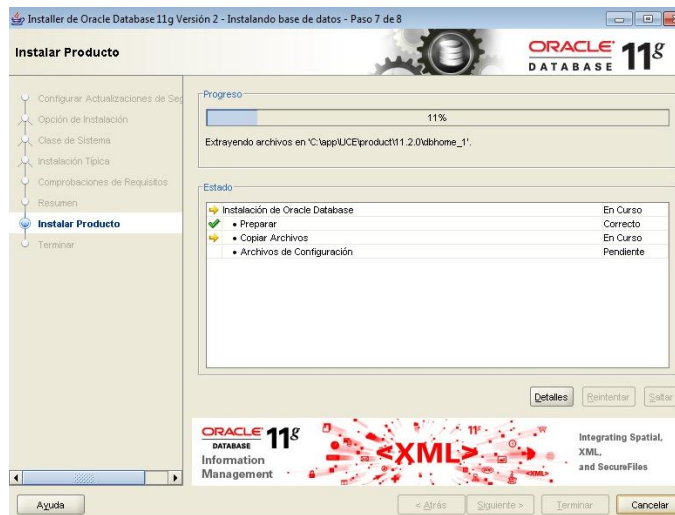 Installer de Oracle Database 11g Versión 2 - Instalando base de datos - Paso 7 de 8
Instalar Producto
ORACLE 11g
DATABASE
Configurar Actualizaciones de Seg
Opción de Instalación
Clase de Sistema
Instalación Típica
Comprobaciones de Requisitos
Resumen
Instalar Producto
Terminar
Progreso
11%
Extrayendo archivos en 'C:\app\UCE\product\11.2.0\dbhome_1'.
Estado
Instalación de Oracle Database En Curso
• Preparar Correcto
• Copiar Archivos En Curso
• Archivos de Configuración Pendiente
Detalles Reintentar Saltar
ORACLE 11g
DATABASE
Information
Management
<XML>
11g
<XML>
Integrating Spatial,
XML,
and SecureFiles
Ayuda < Atrás Siguiente > Terminar Cancelar